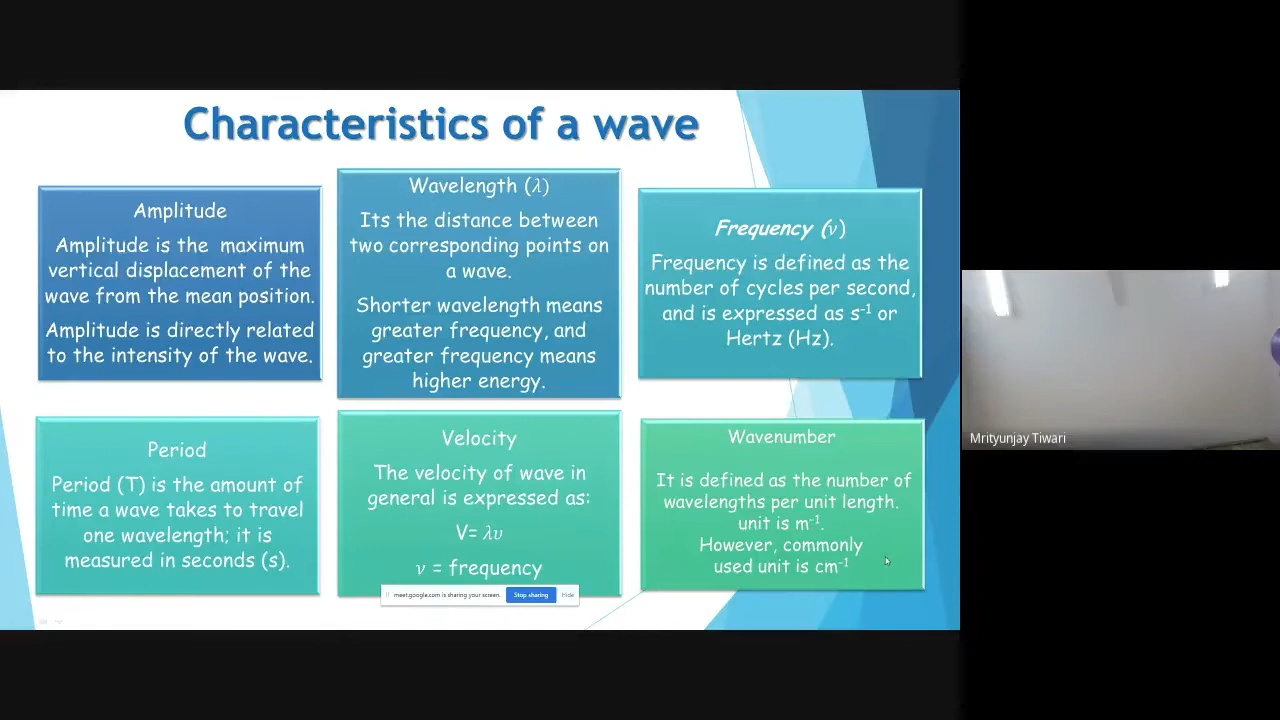 Characteristics of a wave
Amplitude
Amplitude is the maximum
vertical displacement of the
wave from the mean position.
Amplitude is directly related
to the intensity of the wave.
Wavelength (λ)
Its the distance between
two corresponding points on
a wave.
Shorter wavelength means
greater frequency, and
greater frequency means
higher energy.
Frequency (ν)
Frequency is defined as the
number of cycles per second,
and is expressed as s⁻¹ or
Hertz (Hz).
Period
Period (T) is the amount of
time a wave takes to travel
one wavelength; it is
measured in seconds (s).
Velocity
The velocity of wave in
general is expressed as:
V= λυ
ν = frequency
Wavenumber
It is defined as the number of
wavelengths per unit length.
unit is m⁻¹.
However, commonly
used unit is cm⁻¹
meet.google.com is sharing your screen. Stop sharing Hide
Mrityunjay Tiwari